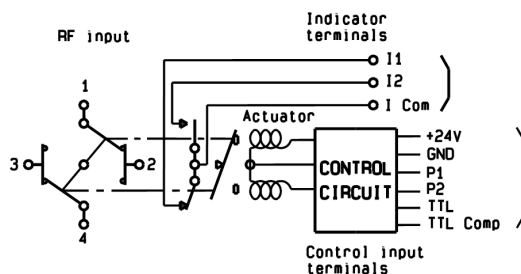 Indicator
terminals
RF input
I1
I2
I Com
1
Actuator
+24V
GND
3
2
CONTROL
P1
CIRCUIT
P2
TTL
4
TTL Comp
Control input
terminals